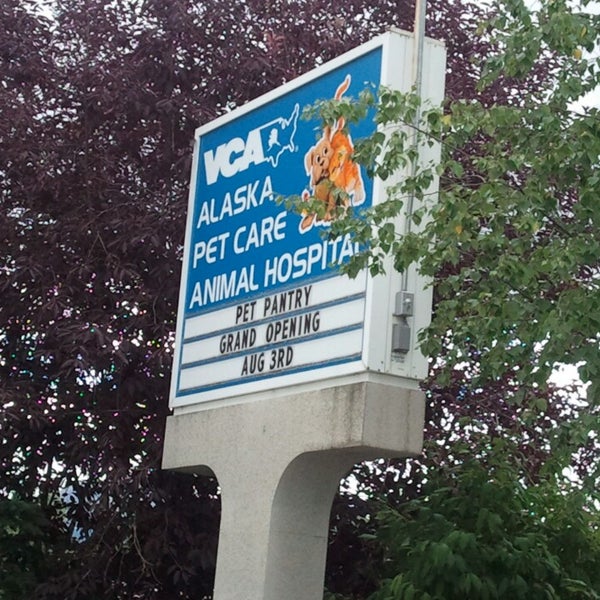 VCA
ALASKA
PET CARE
ANIMAL HOSPITAL
PET PANTRY
GRAND OPENING
AUG 3RD